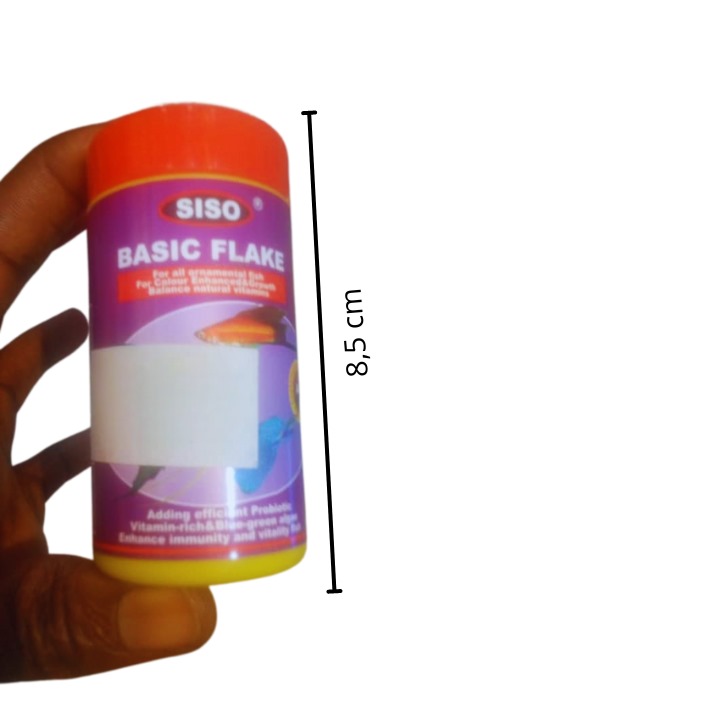 SISO ®
BASIC FLAKE
For all ornamental fish
For Colour Enhanced&Growth
Balance natural vitamins
8,5 cm
Adding efficient Probiotic
Vitamin-rich&Blue-green algae
Enhance immunity and vitality